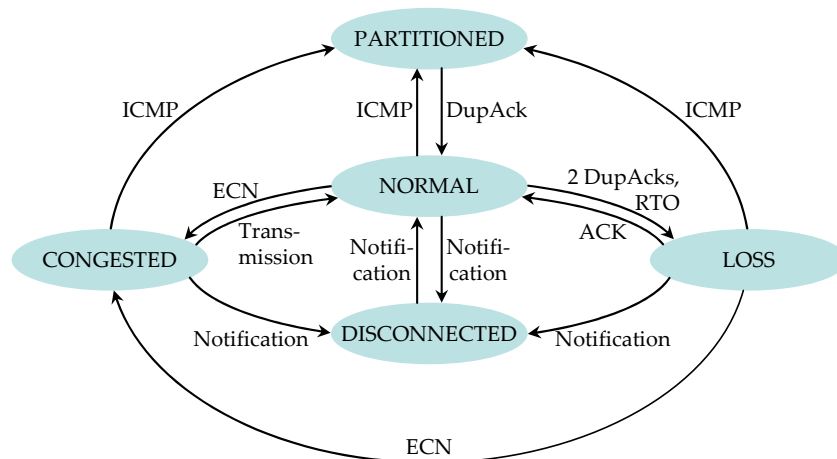 PARTITIONED
ICMP
ICMP
DupAck
ICMP
ECN
NORMAL
2 DupAcks,
RTO
Trans-
mission
ACK
CONGESTED
Notifi-
cation
Notifi-
cation
LOSS
Notification
DISCONNECTED
Notification
ECN